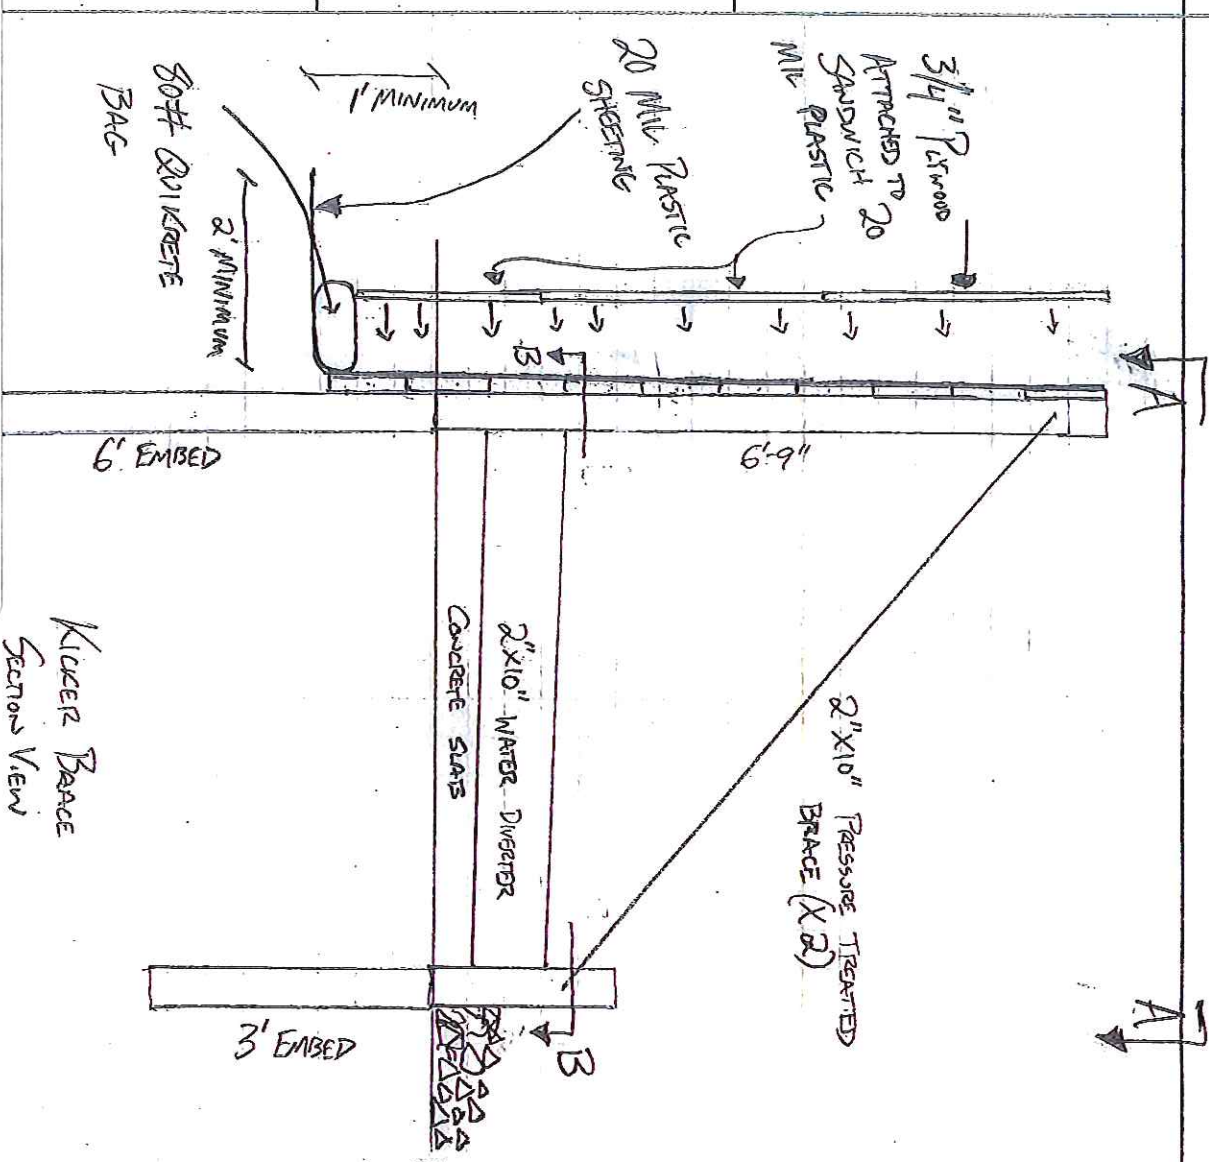 3/4" PLYWOOD
ATTACHED TO
SANDWICH 20
MIL PLASTIC
20 MIL PLASTIC
SHEETING
1' MINIMUM
80# QUIKRETE
BAG
2' MINIMUM
A
A
B
B
6'-9"
6' EMBED
2"X10" PRESSURE TREATED
BRACE (X2)
2"X10" WATER DIVERTER
CONCRETE SLABS
3' EMBED
KICKER BRACE
SECTION VIEW